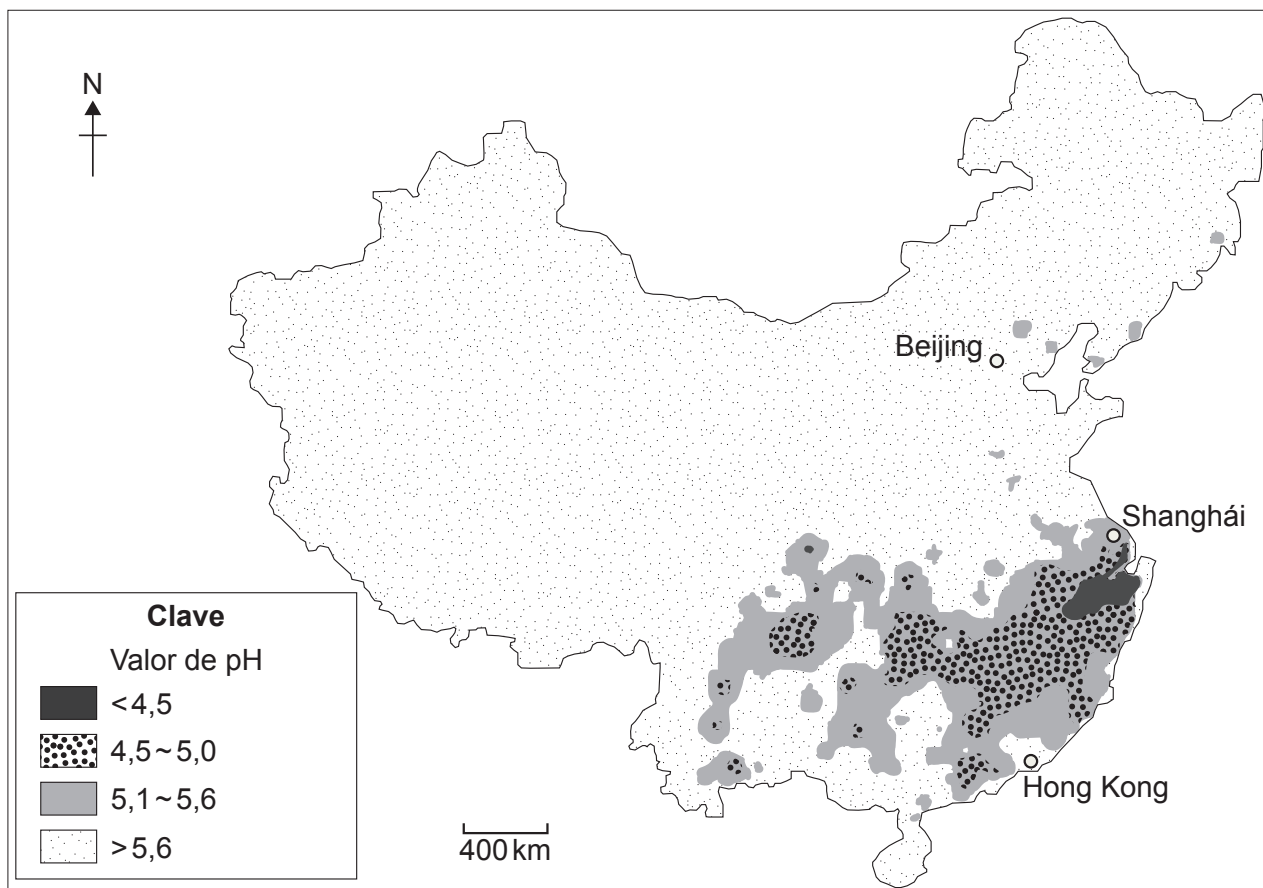 N
Beijing
Shanghái
Hong Kong
400 km
Clave
Valor de pH
<4,5
4,5~5,0
5,1~5,6
>5,6